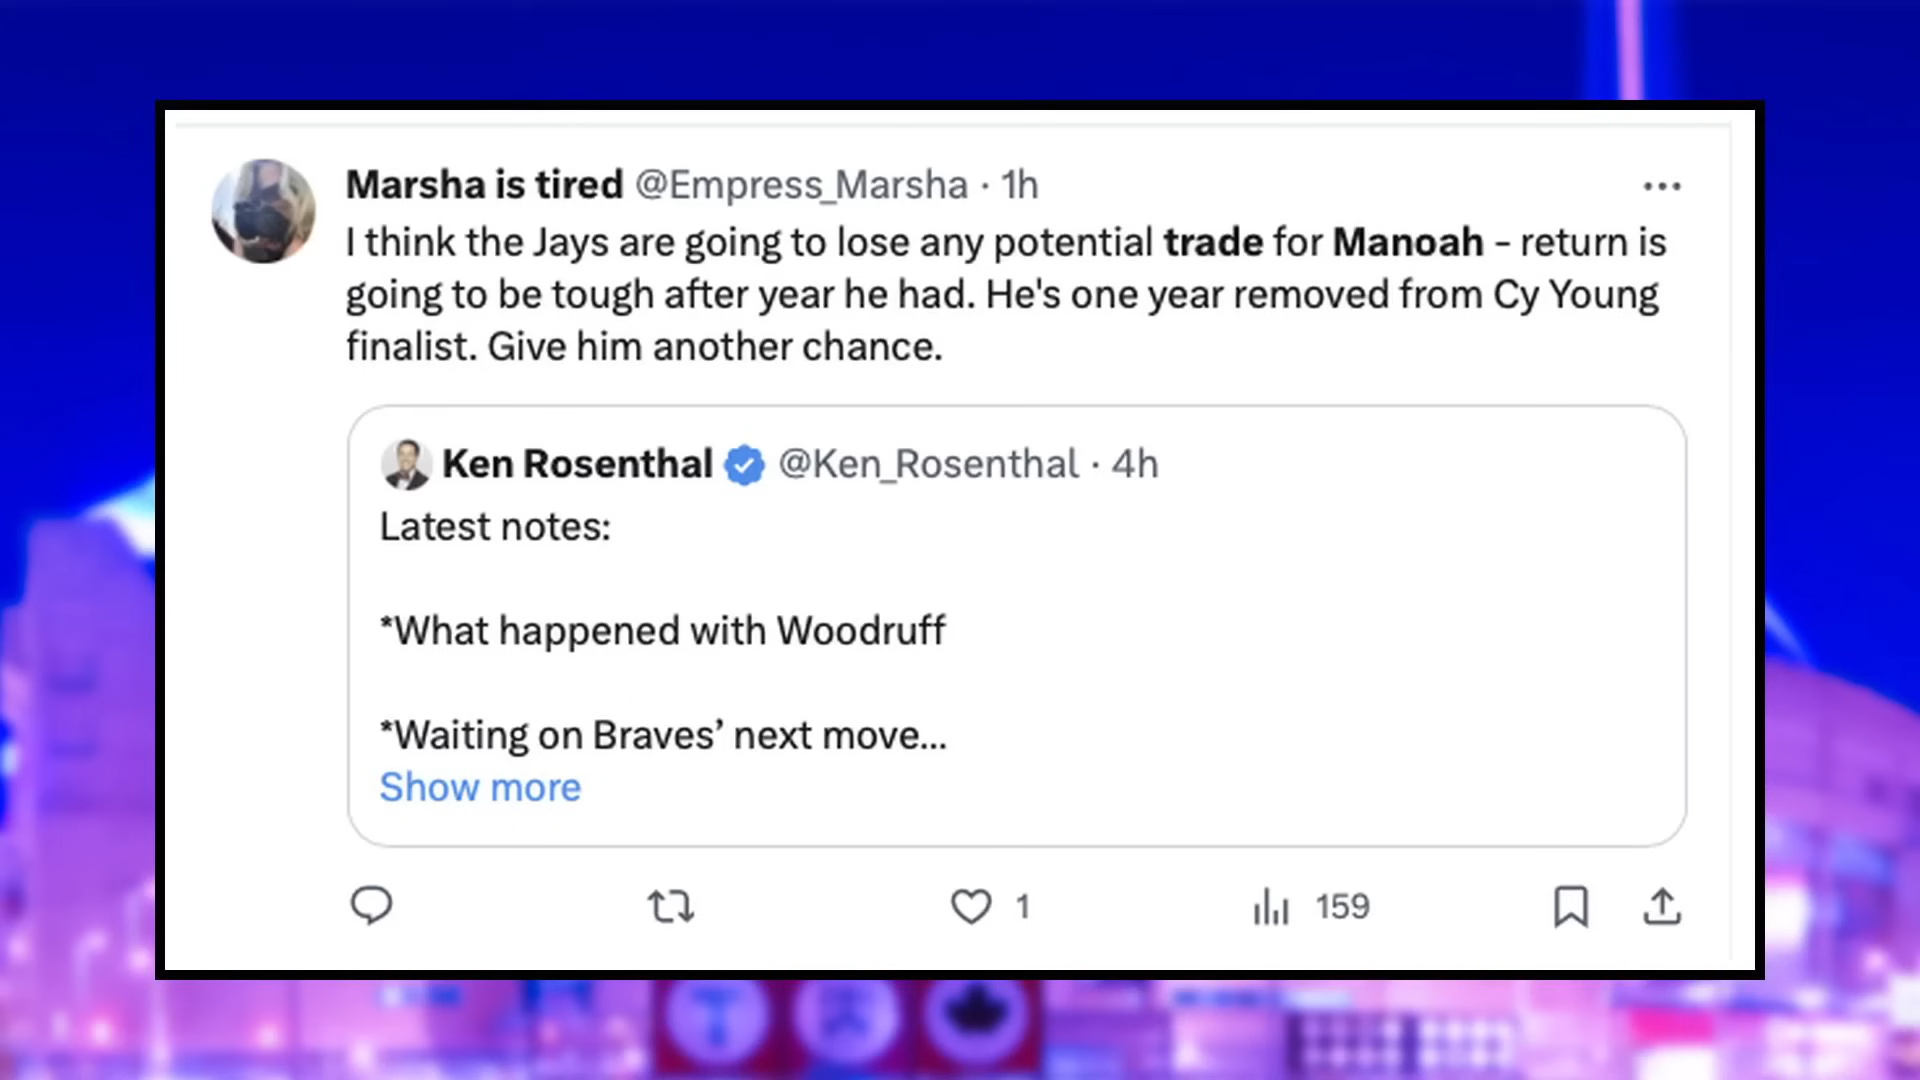 Marsha is tired @Empress_Marsha · 1h
I think the Jays are going to lose any potential trade for Manoah - return is
going to be tough after year he had. He's one year removed from Cy Young
finalist. Give him another chance.
Ken Rosenthal @Ken_Rosenthal · 4h
Latest notes:
*What happened with Woodruff
*Waiting on Braves’ next move...
Show more
1 159